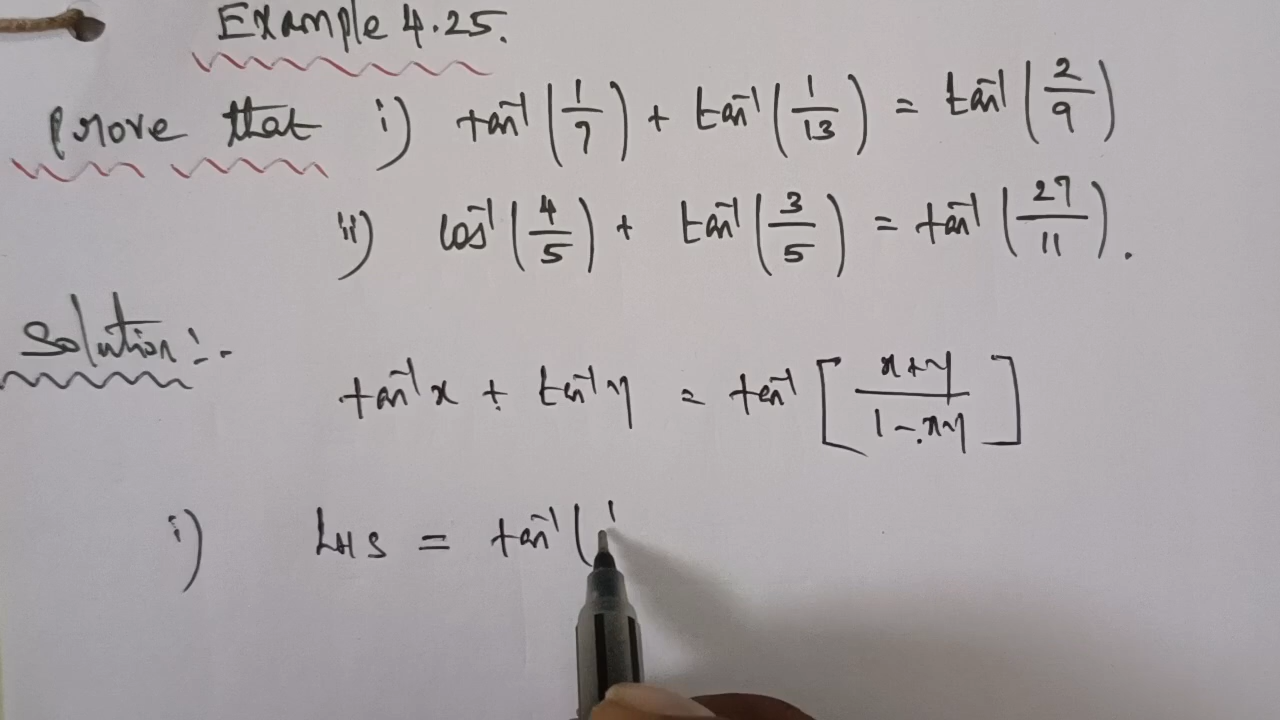 Example 4.25.
Prove that i) tan⁻¹(1/7) + tan⁻¹(1/13) = tan⁻¹(2/9)
ii) cos⁻¹(4/5) + tan⁻¹(3/5) = tan⁻¹(27/11).
Solution:-
tan⁻¹x + tan⁻¹y = tan⁻¹[x+y/1-xy]
i) LHS = tan⁻¹(1